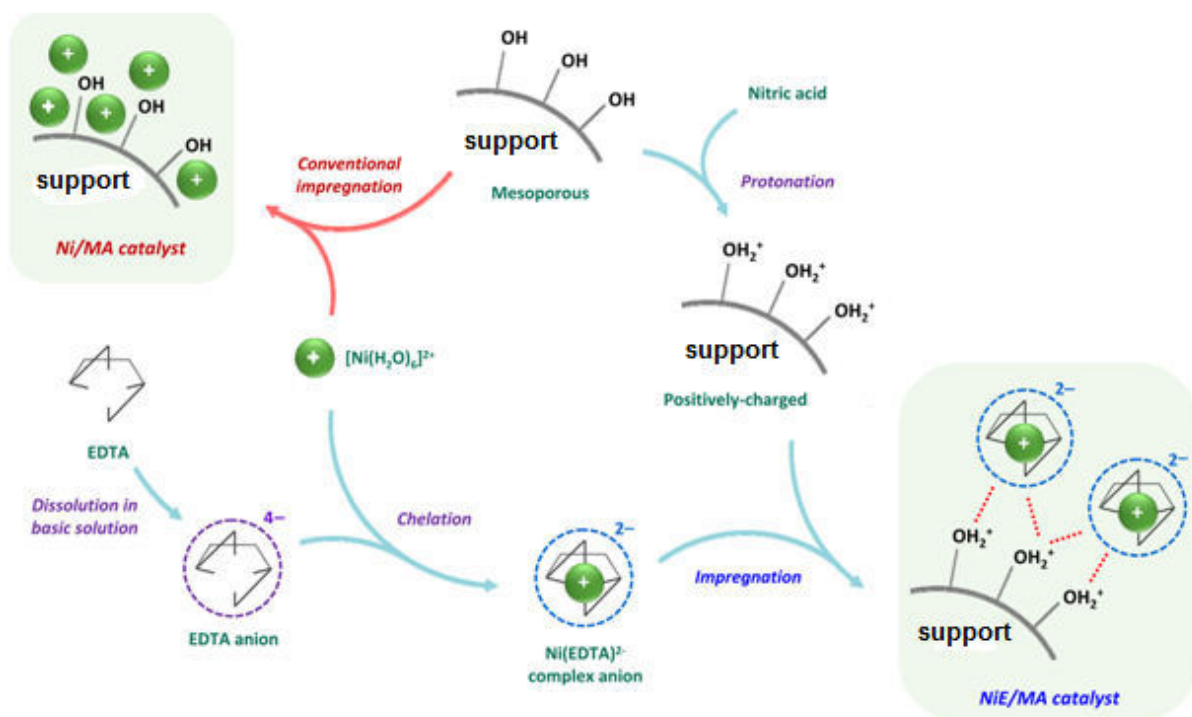 OH
OH
OH
support
Ni/MA catalyst
OH
OH
OH
support
Mesoporous
Nitric acid
Conventional
impregnation
Protonation
[Ni(H₂O)₆]²⁺
OH₂⁺
OH₂⁺
OH₂⁺
support
Positively-charged
EDTA
Dissolution in
basic solution
4−
EDTA anion
Chelation
2−
Ni(EDTA)²⁻
complex anion
Impregnation
2−
2−
OH₂⁺
OH₂⁺
OH₂⁺
support
NiE/MA catalyst